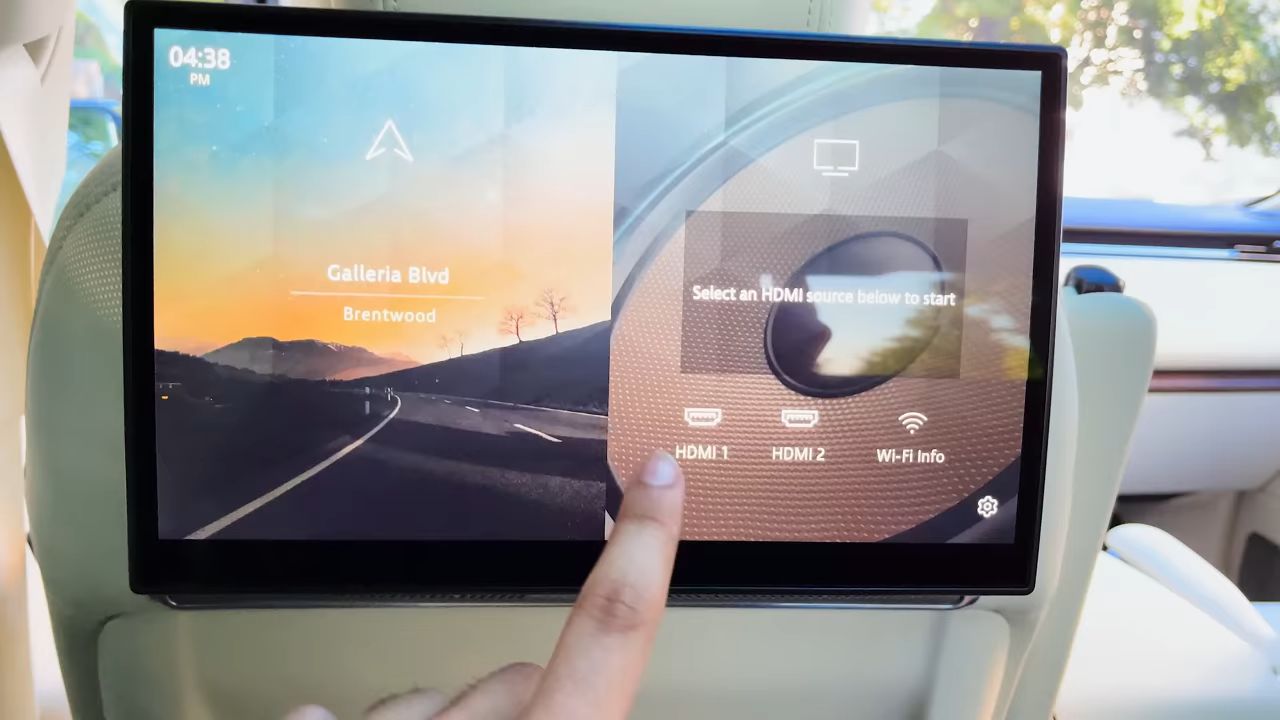 04:38
PM
Galleria Blvd
Brentwood
Select an HDMI source below to start
HDMI 1
HDMI 2
Wi-Fi Info